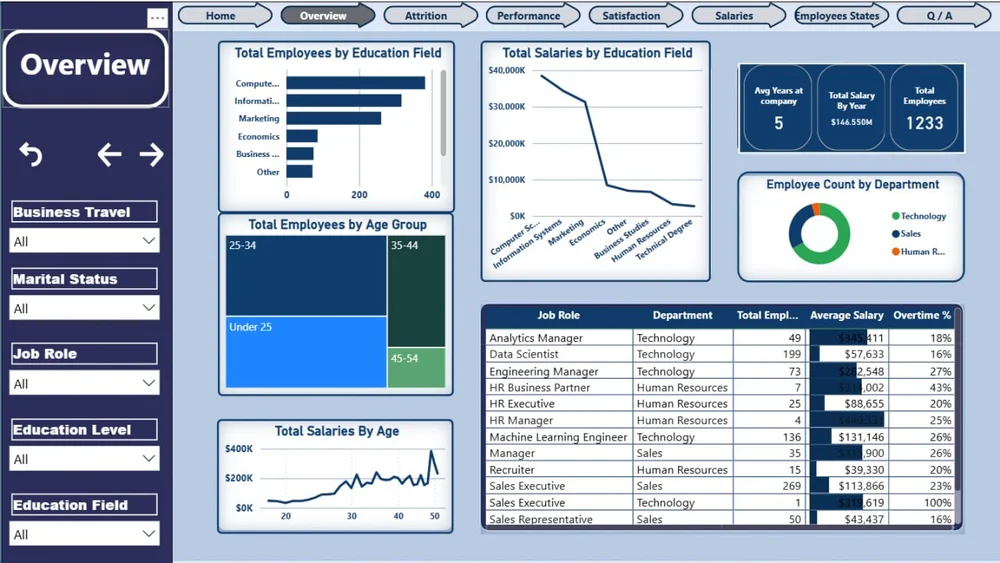 ...
Home
Overview
Attrition
Performance
Satisfaction
Salaries
Employees States
Q / A
Overview
Business Travel
All
Marital Status
All
Job Role
All
Education Level
All
Education Field
All
Total Employees by Education Field
Compute...
Informati...
Marketing
Economics
Business ...
Other
0
200
400
Total Employees by Age Group
25-34
35-44
Under 25
45-54
Total Salaries By Age
$400K
$200K
$0K
20
30
40
50
Total Salaries by Education Field
$40,000K
$30,000K
$20,000K
$10,000K
$0K
Computer Sc...
Information Systems
Marketing
Economics
Other
Business Studies
Human Resources
Technical Degree
Avg Years at
company
5
Total Salary
By Year
$146.550M
Total
Employees
1233
Employee Count by Department
Technology
Sales
Human R...
Job Role Department Total Empl... Average Salary Overtime %
Analytics Manager Technology 49 18%
Data Scientist Technology 199 $57,633 16%
Engineering Manager Technology 73 27%
HR Business Partner Human Resources 7 43%
HR Executive Human Resources 25 $88,655 20%
HR Manager Human Resources 4 25%
Machine Learning Engineer Technology 136 $131,146 26%
Manager Sales 35 26%
Recruiter Human Resources 15 $39,330 20%
Sales Executive Sales 269 $113,866 23%
Sales Executive Technology 1 100%
Sales Representative Sales 50 $43,437 16%